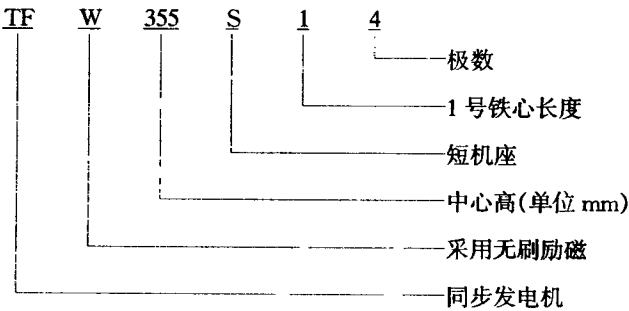 TF W 355 S 1 4
极数
1号铁心长度
短机座
中心高(单位 mm)
采用无刷励磁
同步发电机